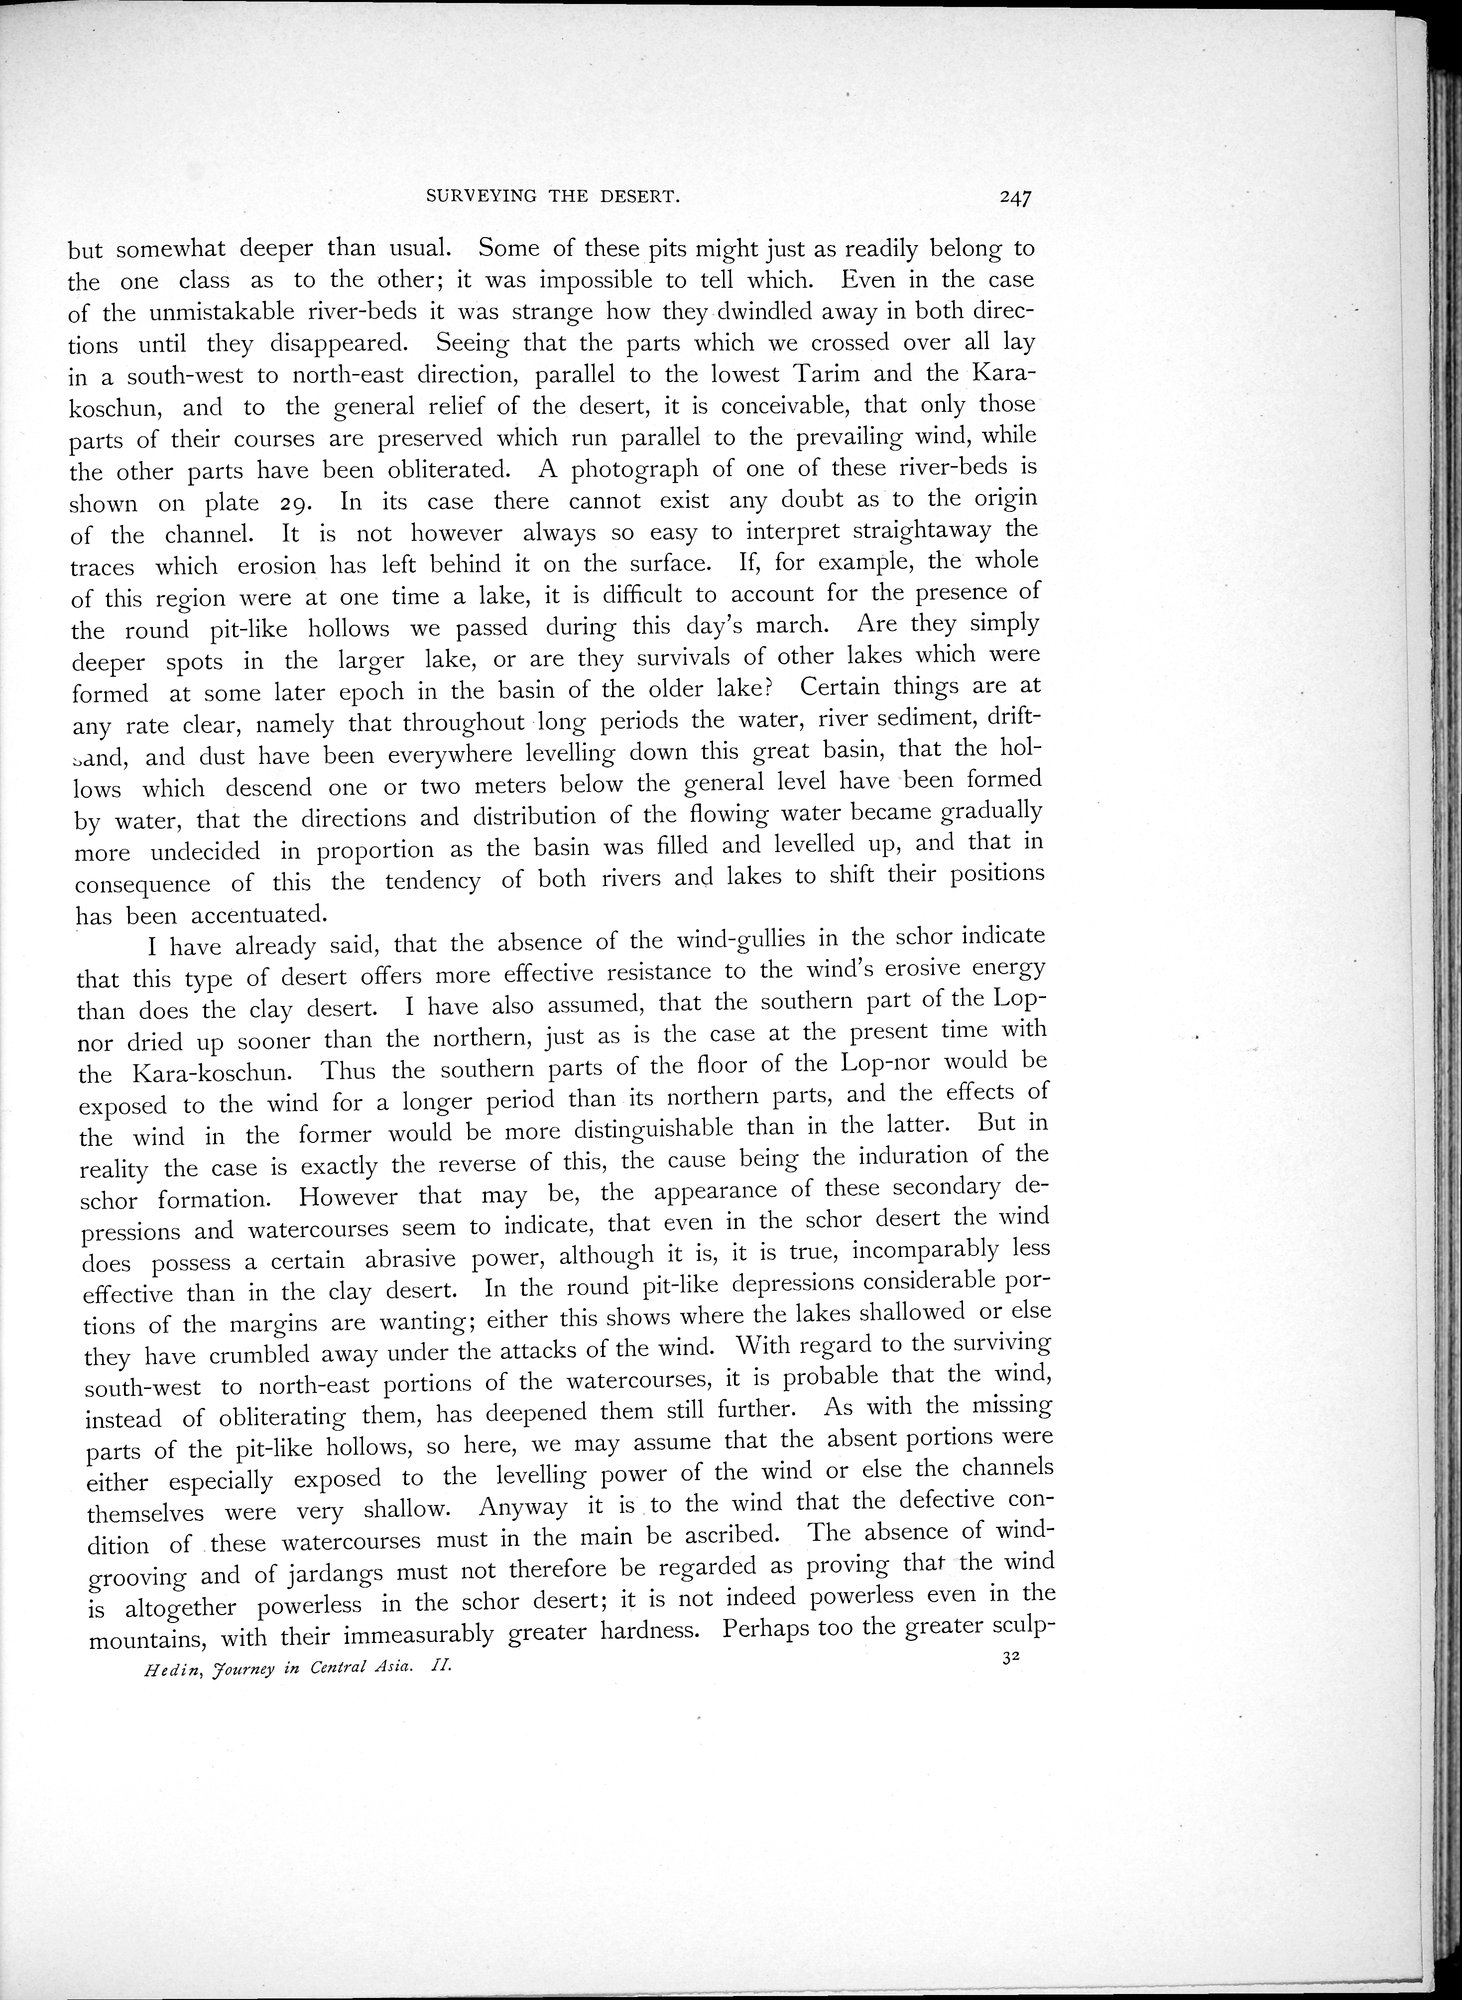 SURVEYING THE DESERT. 247
but somewhat deeper than usual. Some of these pits might just as readily belong to
the one class as to the other; it was impossible to tell which. Even in the case
of the unmistakable river-beds it was strange how they dwindled away in both direc-
tions until they disappeared. Seeing that the parts which we crossed over all lay
in a south-west to north-east direction, parallel to the lowest Tarim and the Kara-
koschun, and to the general relief of the desert, it is conceivable, that only those
parts of their courses are preserved which run parallel to the prevailing wind, while
the other parts have been obliterated. A photograph of one of these river-beds is
shown on plate 29. In its case there cannot exist any doubt as to the origin
of the channel. It is not however always so easy to interpret straightaway the
traces which erosion has left behind it on the surface. If, for example, the whole
of this region were at one time a lake, it is difficult to account for the presence of
the round pit-like hollows we passed during this day's march. Are they simply
deeper spots in the larger lake, or are they survivals of other lakes which were
formed at some later epoch in the basin of the older lake? Certain things are at
any rate clear, namely that throughout long periods the water, river sediment, drift-
sand, and dust have been everywhere levelling down this great basin, that the hol-
lows which descend one or two meters below the general level have been formed
by water, that the directions and distribution of the flowing water became gradually
more undecided in proportion as the basin was filled and levelled up, and that in
consequence of this the tendency of both rivers and lakes to shift their positions
has been accentuated.
I have already said, that the absence of the wind-gullies in the schor indicate
that this type of desert offers more effective resistance to the wind's erosive energy
than does the clay desert. I have also assumed, that the southern part of the Lop-
nor dried up sooner than the northern, just as is the case at the present time with
the Kara-koschun. Thus the southern parts of the floor of the Lop-nor would be
exposed to the wind for a longer period than its northern parts, and the effects of
the wind in the former would be more distinguishable than in the latter. But in
reality the case is exactly the reverse of this, the cause being the induration of the
schor formation. However that may be, the appearance of these secondary de-
pressions and watercourses seem to indicate, that even in the schor desert the wind
does possess a certain abrasive power, although it is, it is true, incomparably less
effective than in the clay desert. In the round pit-like depressions considerable por-
tions of the margins are wanting; either this shows where the lakes shallowed or else
they have crumbled away under the attacks of the wind. With regard to the surviving
south-west to north-east portions of the watercourses, it is probable that the wind,
instead of obliterating them, has deepened them still further. As with the missing
parts of the pit-like hollows, so here, we may assume that the absent portions were
either especially exposed to the levelling power of the wind or else the channels
themselves were very shallow. Anyway it is to the wind that the defective con-
dition of these watercourses must in the main be ascribed. The absence of wind-
grooving and of jardangs must not therefore be regarded as proving that the wind
is altogether powerless in the schor desert; it is not indeed powerless even in the
mountains, with their immeasurably greater hardness. Perhaps too the greater sculp-
Hedin, Journey in Central Asia. II. 32